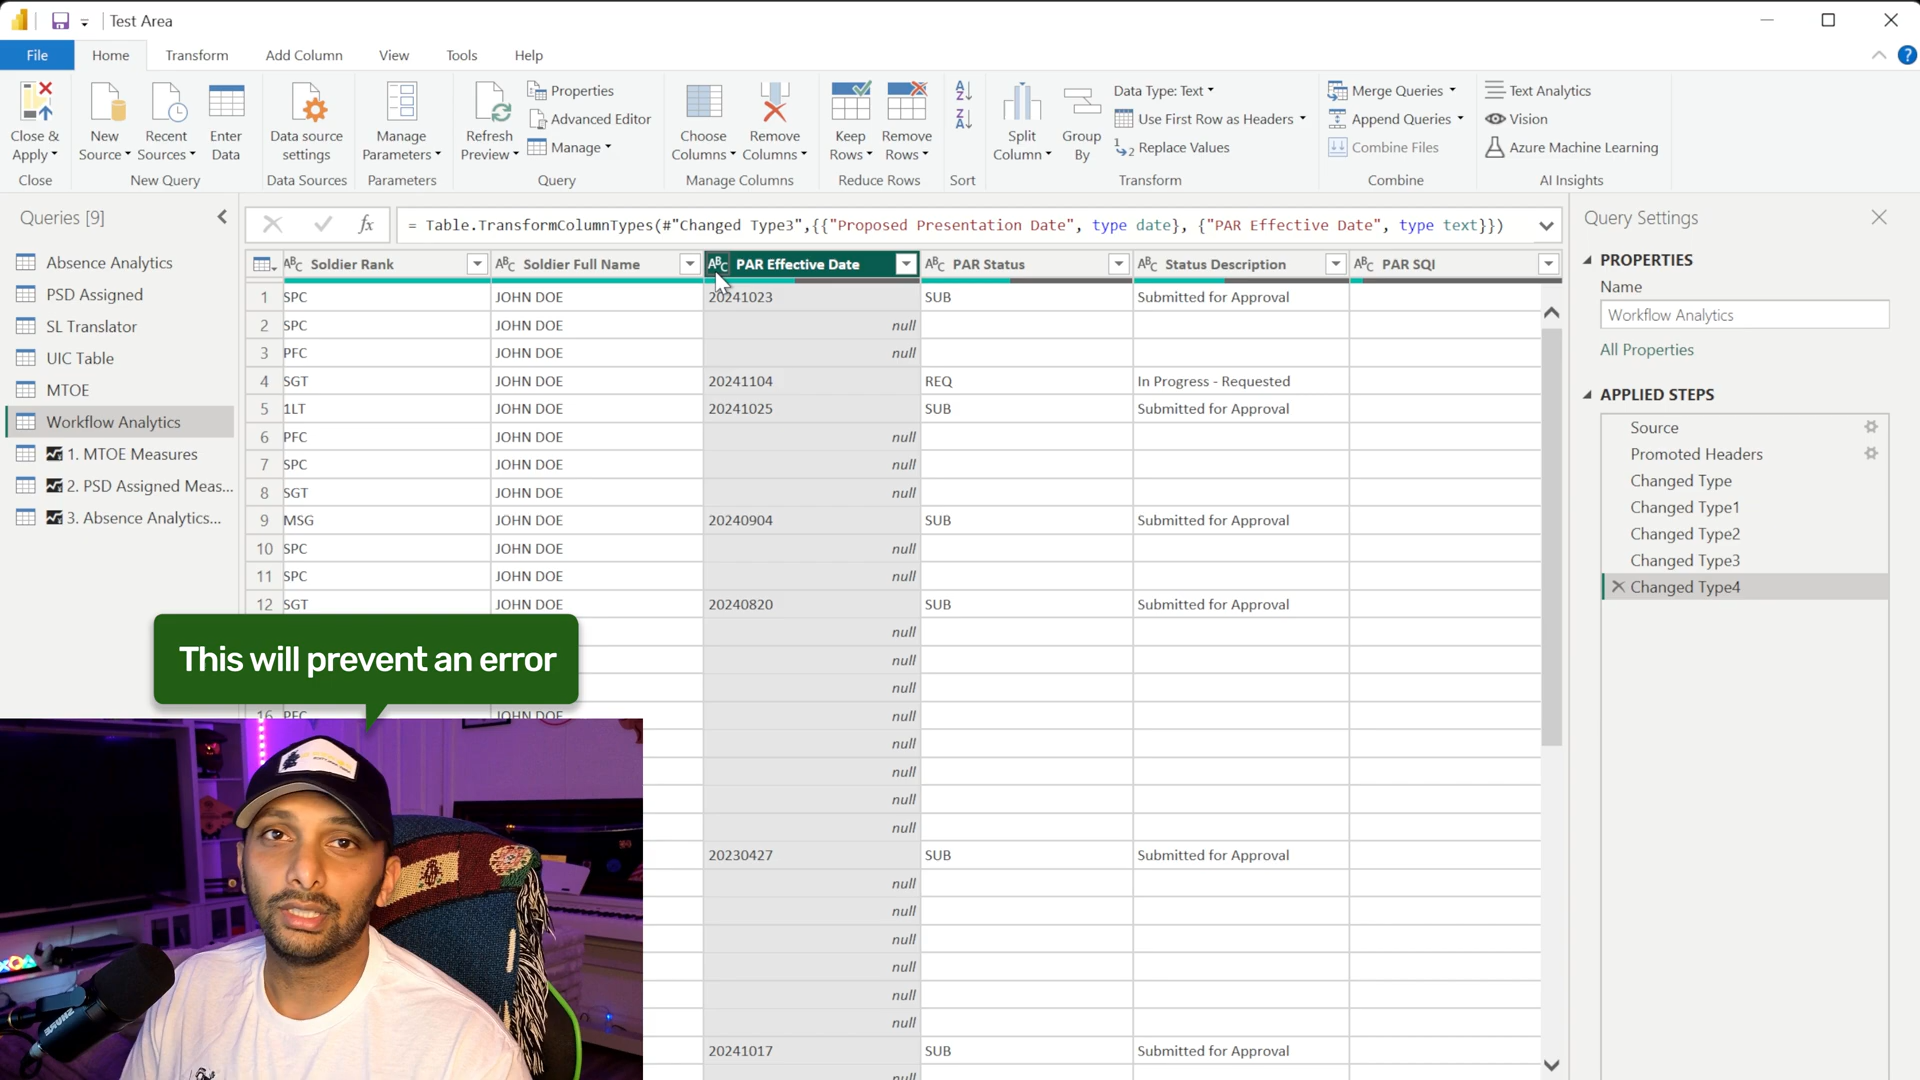 Test Area
File Home Transform Add Column View Tools Help
Close & Apply
New Source
Recent Sources
Enter Data
Data source settings
Manage Parameters
Refresh Preview
Properties
Advanced Editor
Manage
Choose Columns
Remove Columns
Keep Rows
Remove Rows
Split Column
Group By
Data Type: Text
Use First Row as Headers
Replace Values
Merge Queries
Append Queries
Combine Files
Text Analytics
Vision
Azure Machine Learning
Close New Query Data Sources Parameters Query Manage Columns Reduce Rows Sort Transform Combine AI Insights
Queries [9]
Absence Analytics
PSD Assigned
SL Translator
UIC Table
MTOE
Workflow Analytics
1. MTOE Measures
2. PSD Assigned Meas...
3. Absence Analytics...
fx = Table.TransformColumnTypes(#"Changed Type3",{{"Proposed Presentation Date", type date}, {"PAR Effective Date", type text}})
ABC Soldier Rank ABC Soldier Full Name ABC PAR Effective Date ABC PAR Status ABC Status Description ABC PAR SQI
1 SPC JOHN DOE 20241023 SUB Submitted for Approval
2 SPC JOHN DOE null
3 PFC JOHN DOE null
4 SGT JOHN DOE 20241104 REQ In Progress - Requested
5 1LT JOHN DOE 20241025 SUB Submitted for Approval
6 PFC JOHN DOE null
7 SPC JOHN DOE null
8 SGT JOHN DOE null
9 MSG JOHN DOE 20240904 SUB Submitted for Approval
10 SPC JOHN DOE null
11 SPC JOHN DOE null
12 SGT JOHN DOE 20240820 SUB Submitted for Approval
null
null
null
16 PFC JOHN DOE null
null
null
null
null
20230427 SUB Submitted for Approval
null
null
null
null
null
null
20241017 SUB Submitted for Approval
null
This will prevent an error
SHURE
Query Settings
PROPERTIES
Name
Workflow Analytics
All Properties
APPLIED STEPS
Source
Promoted Headers
Changed Type
Changed Type1
Changed Type2
Changed Type3
Changed Type4